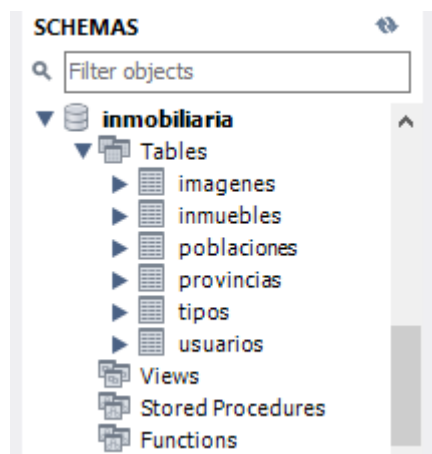 SCHEMAS
Filter objects
inmobiliaria
Tables
imagenes
inmuebles
poblaciones
provincias
tipos
usuarios
Views
Stored Procedures
Functions